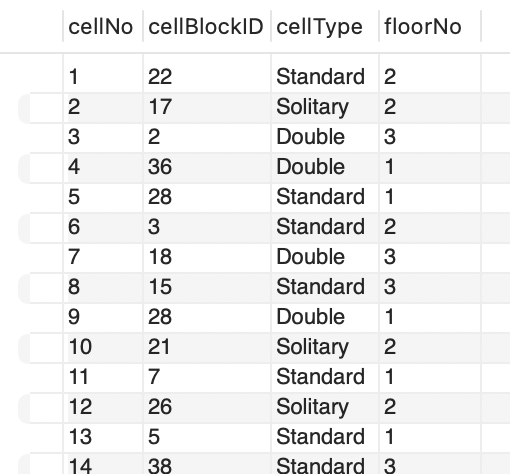 cellNo cellBlockID cellType floorNo
1 22 Standard 2
2 17 Solitary 2
3 2 Double 3
4 36 Double 1
5 28 Standard 1
6 3 Standard 2
7 18 Double 3
8 15 Standard 3
9 28 Double 1
10 21 Solitary 2
11 7 Standard 1
12 26 Solitary 2
13 5 Standard 1
14 38 Standard 3